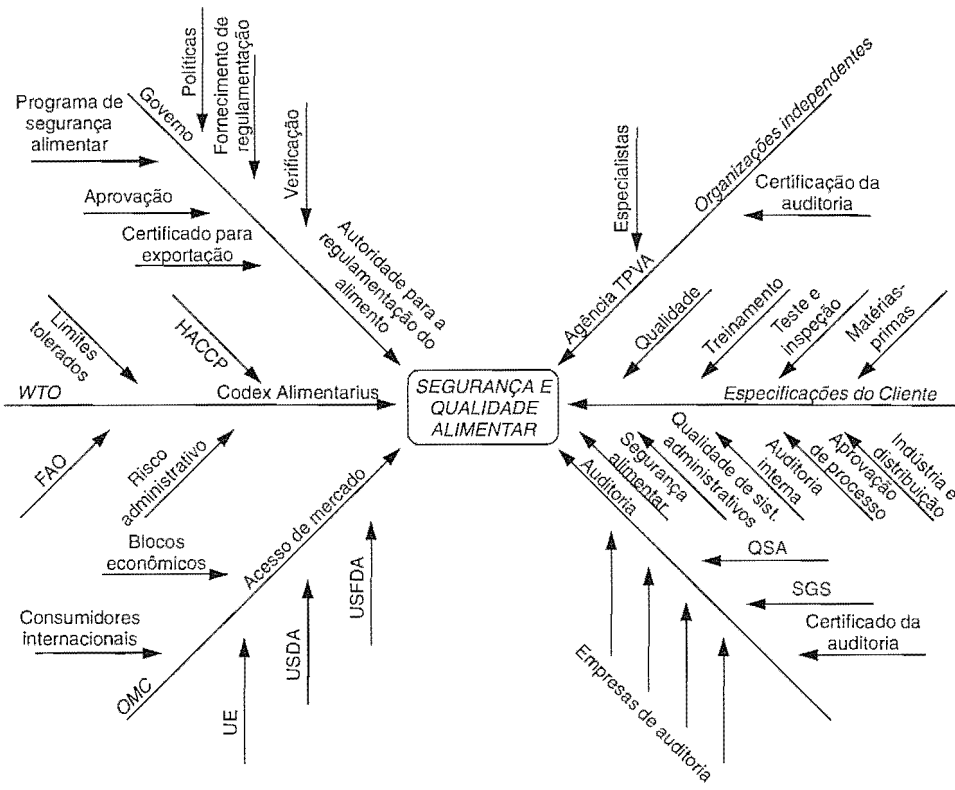 Políticas
Fornecimento de
regulamentação
Governo
Programa de
segurança
alimentar
Verificação
Aprovação
Certificado para
exportação
Autoridade para a
regulamentação do
alimento
Organizações independentes
Especialistas
Certificação da
auditoria
Agência TPVA
Limites
tolerados
HACCP
WTO
Codex Alimentarius
SEGURANÇA E
QUALIDADE
ALIMENTAR
Qualidade
Treinamento
Teste e
inspeção
Matérias-
primas
Especificações do Cliente
FAO
Risco
administrativo
Acesso de mercado
Blocos
econômicos
Consumidores
internacionais
OMC
UE
USDA
USFDA
Auditoria
Segurança
alimentar
Qualidade de sist.
administrativos
Auditoria
interna
Aprovação
de processo
Indústria e
distribuição
QSA
SGS
Certificado da
auditoria
Empresas de auditoria